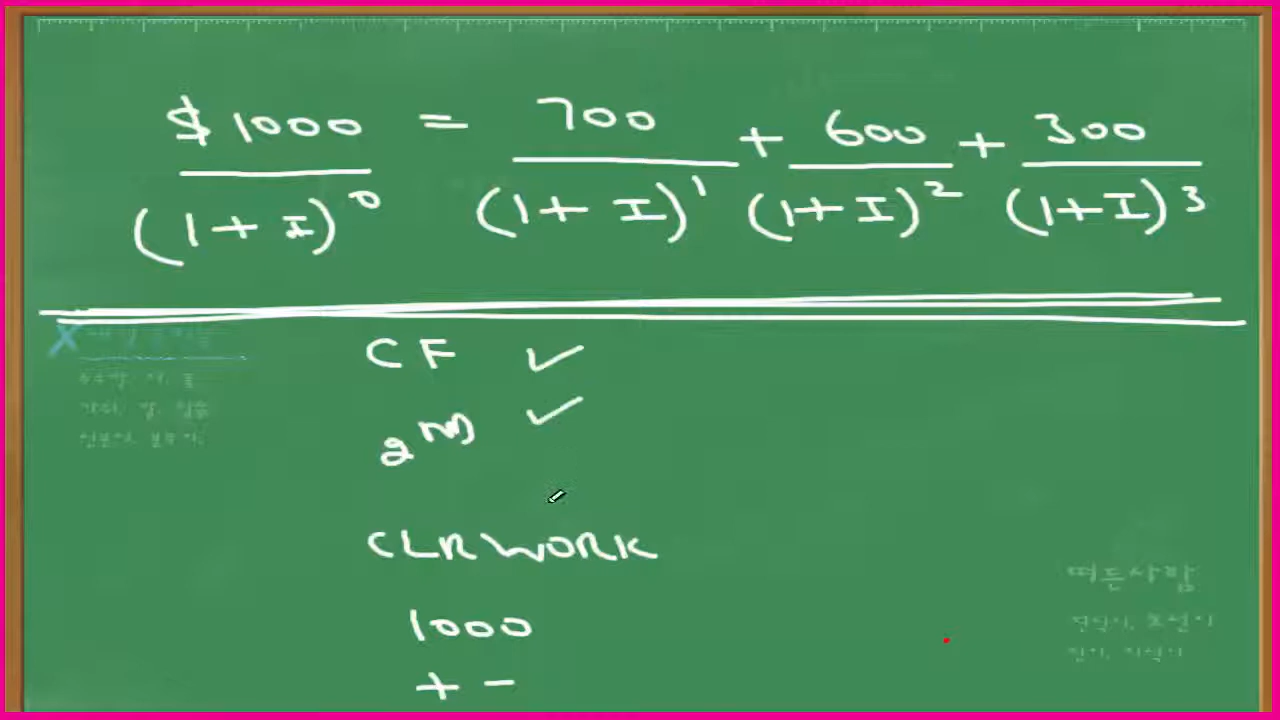 $1000 = 700 + 600 + 300
(1+I)^0 (1+I)^1 (1+I)^2 (1+I)^3
CF ✓
2ND ✓
CLR WORK
1000
+ -
떠든사람